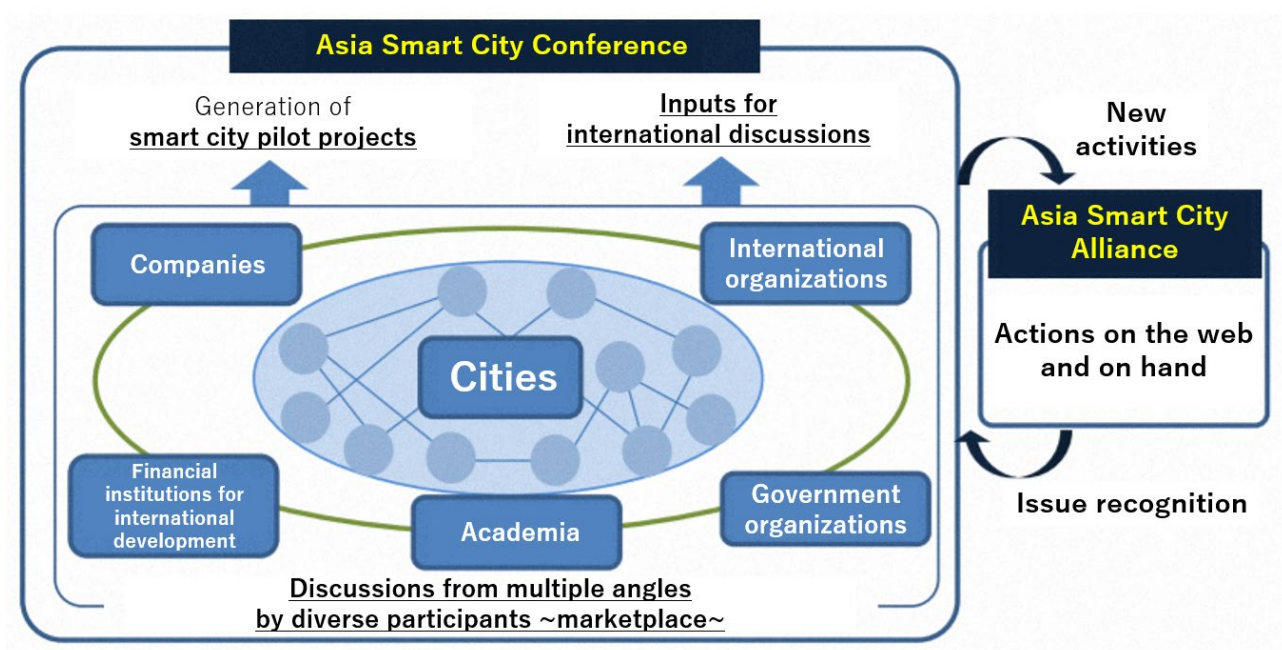 Asia Smart City Conference
Generation of
smart city pilot projects
Inputs for
international discussions
New
activities
Asia Smart City
Alliance
Actions on the web
and on hand
Issue recognition
Companies
International
organizations
Cities
Financial
institutions for
international
development
Academia
Government
organizations
Discussions from multiple angles
by diverse participants ~marketplace~